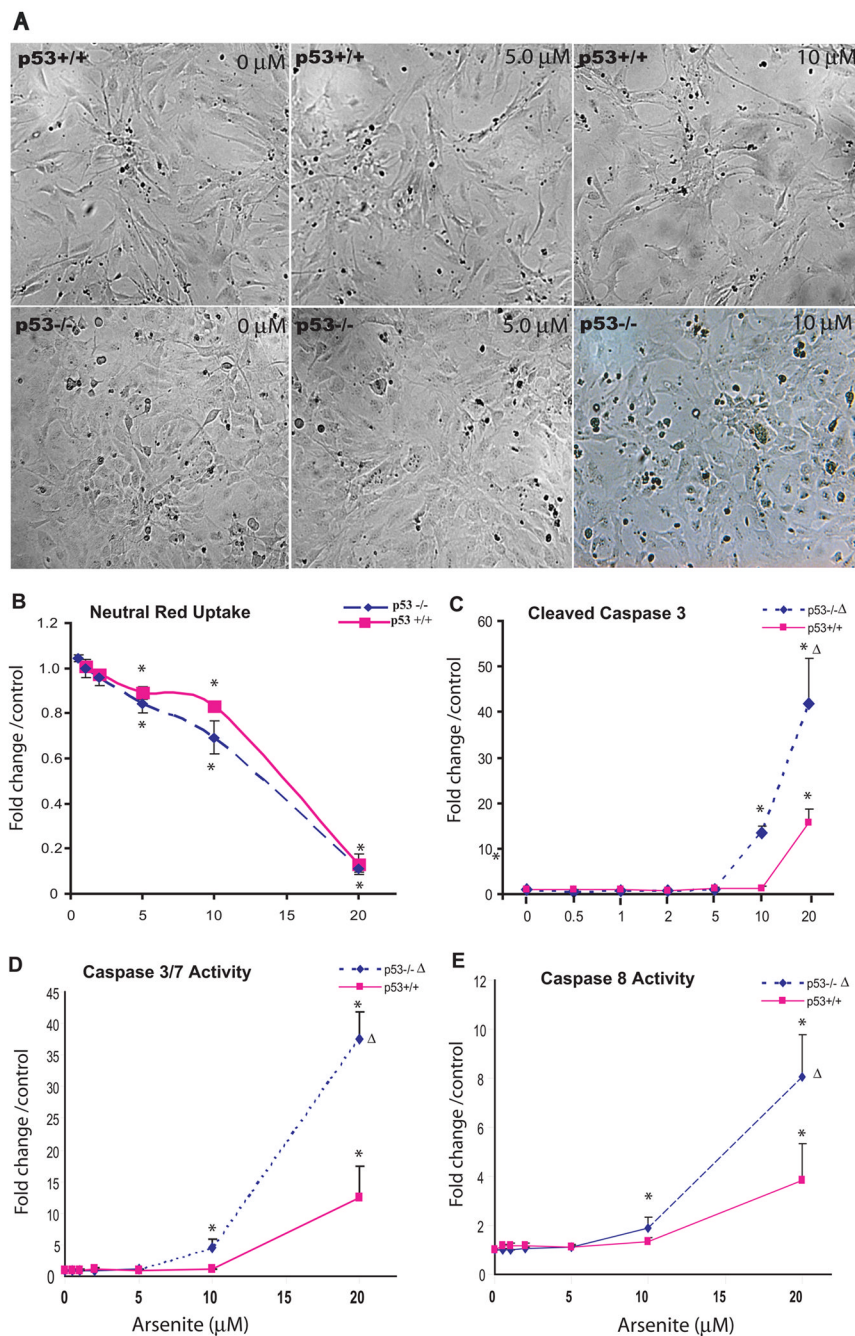 A
p53+/+ 0 μM p53+/+ 5.0 μM p53+/+ 10 μM
p53-/- 0 μM p53-/- 5.0 μM p53-/- 10 μM
B Neutral Red Uptake
p53 -/-
p53 +/+
Fold change /control
1.2
1.0
0.8
0.6
0.4
0.2
0
* * * * * *
0 5 10 15 20
C Cleaved Caspase 3
p53-/-Δ
p53+/+
Fold change /control
60
50
40
30
20
10
0
*
* Δ
* *
0 0.5 1 2 5 10 20
D Caspase 3/7 Activity
p53-/- Δ
p53+/+
Fold change /control
45
40
35
30
25
20
15
10
5
0
*
Δ
*
*
0 5 10 15 20
Arsenite (μM)
E Caspase 8 Activity
p53-/- Δ
p53+/+
Fold change /control
12
10
8
6
4
2
0
*
Δ
*
*
0 5 10 15 20
Arsenite (μM)